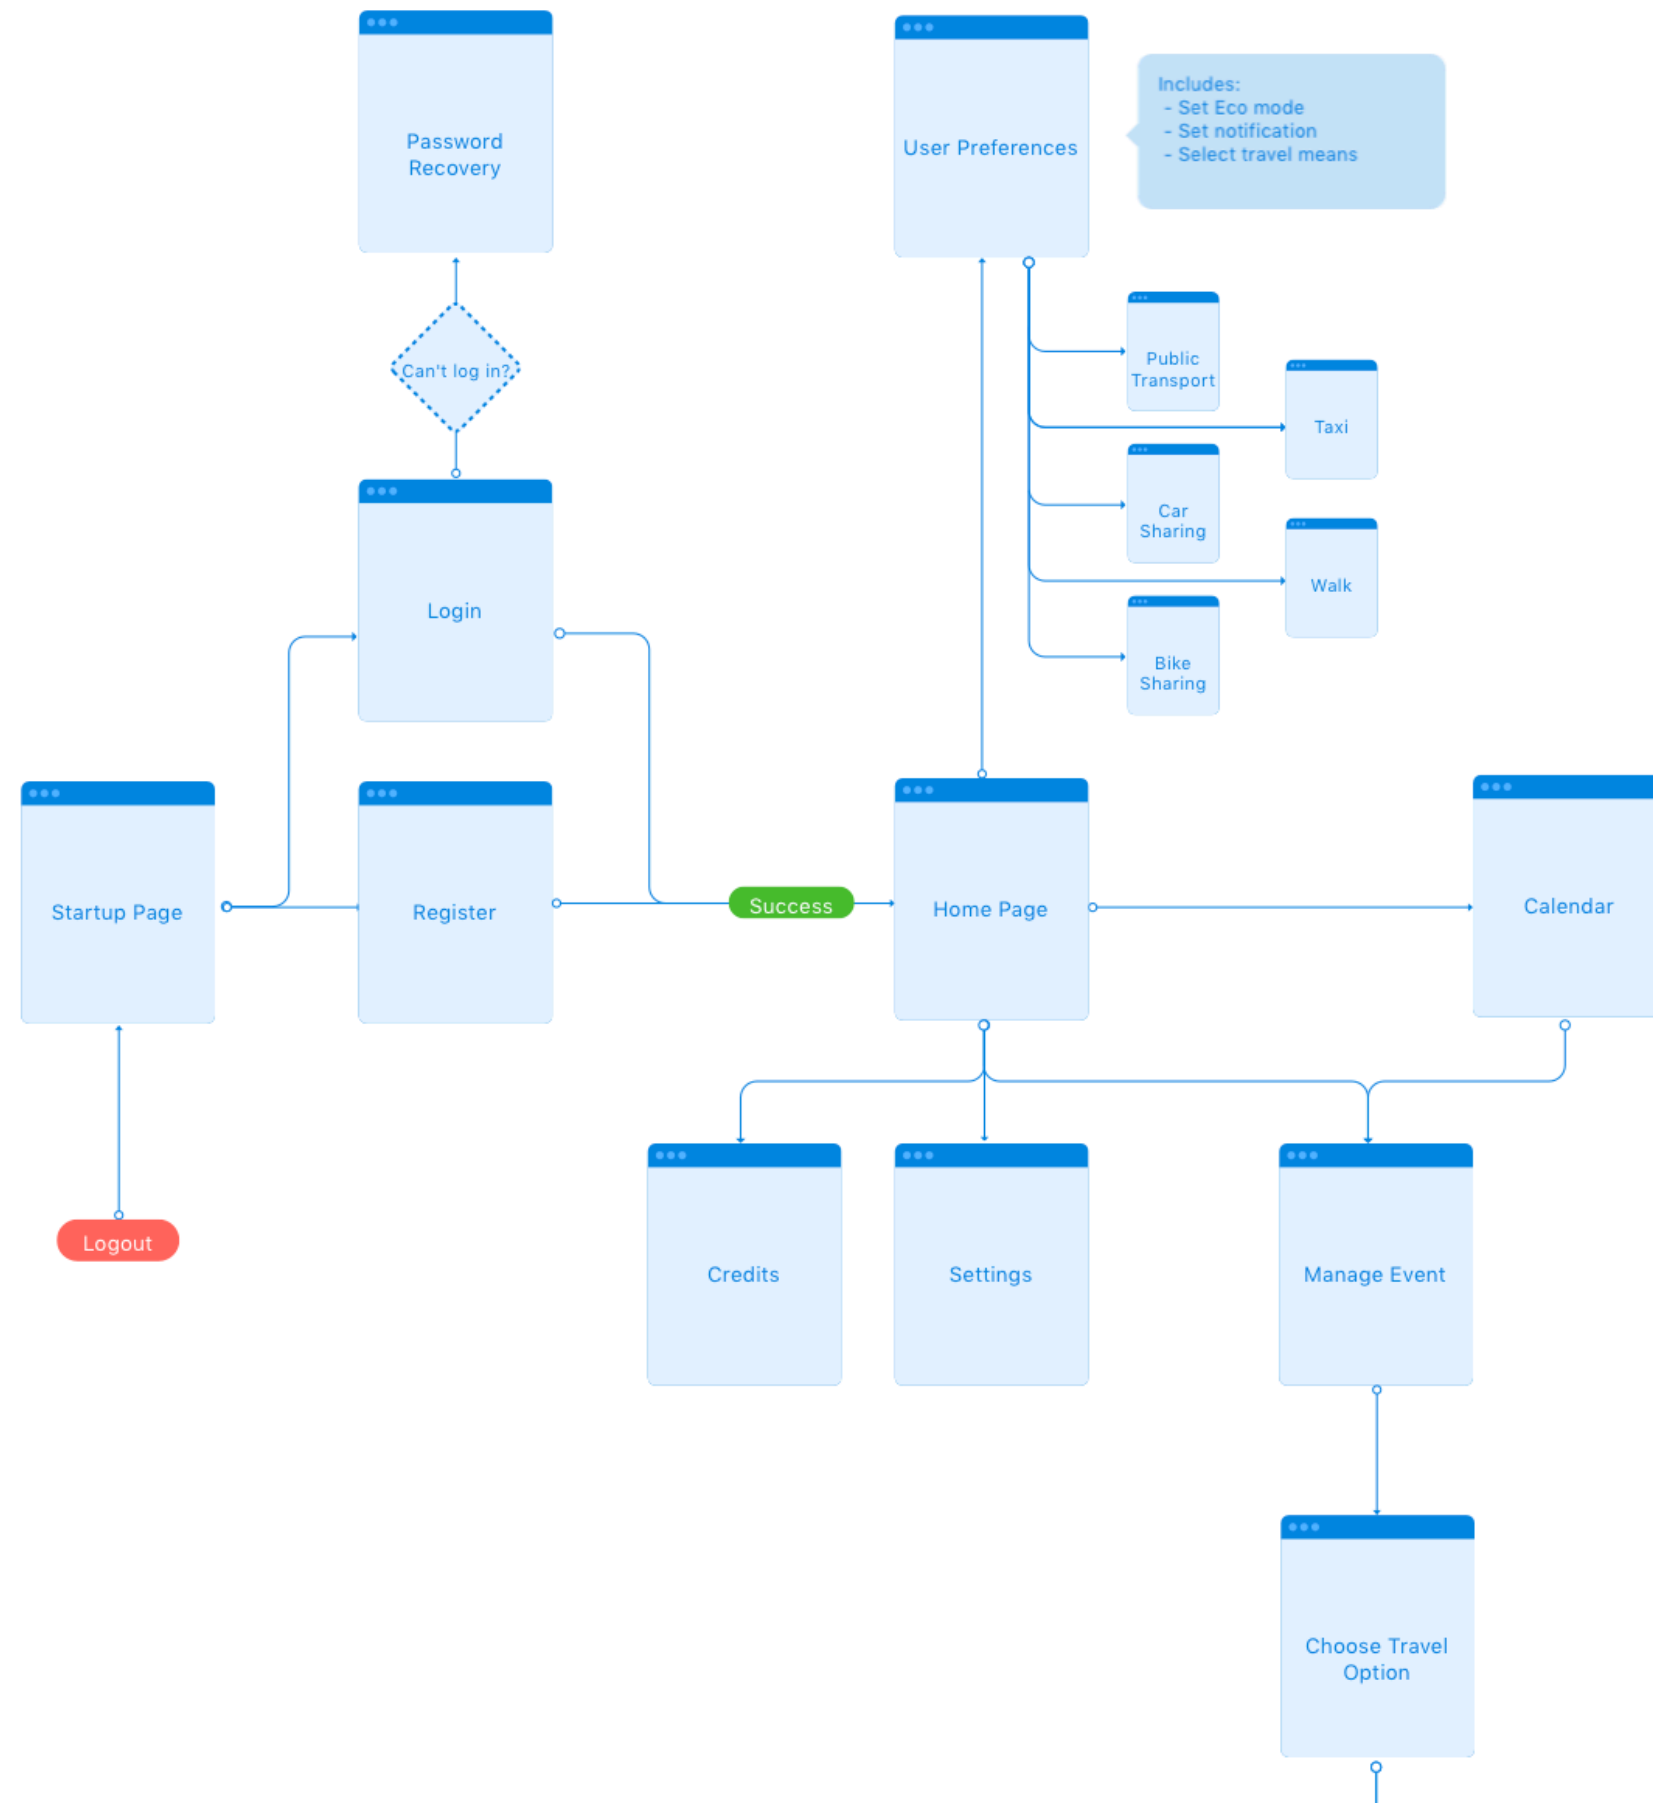 Password
Recovery
User Preferences
Includes:
- Set Eco mode
- Set notification
- Select travel means
Can't log in?
Public
Transport
Taxi
Car
Sharing
Walk
Bike
Sharing
Login
Startup Page
Register
Success
Home Page
Calendar
Logout
Credits
Settings
Manage Event
Choose Travel
Option